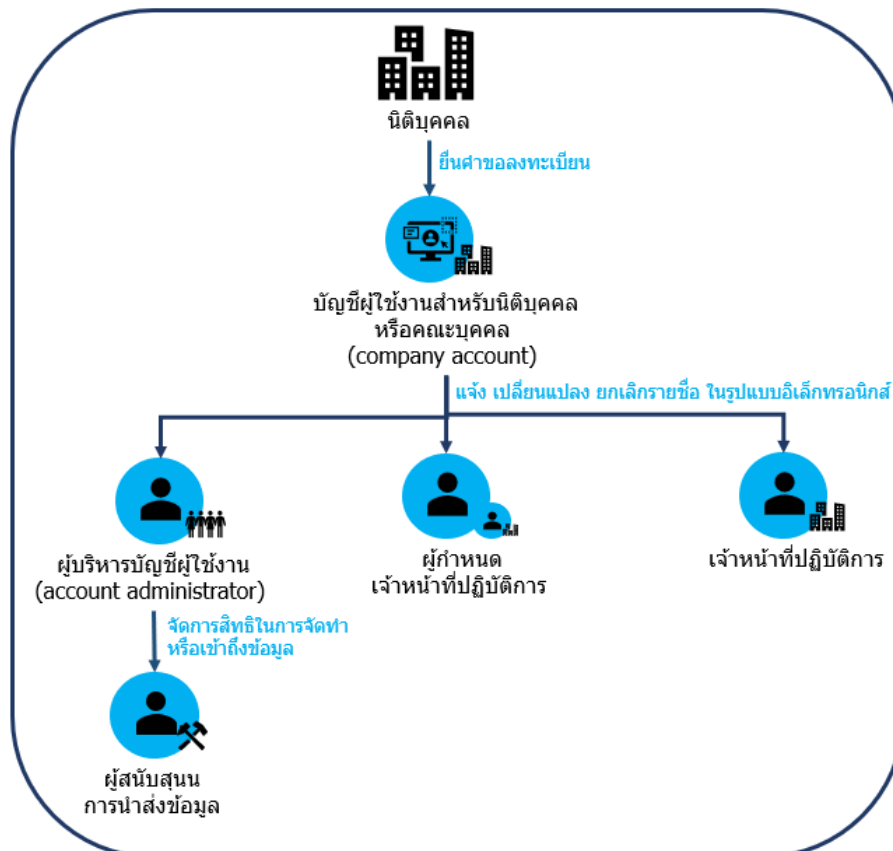 นิติบุคคล
ยื่นคำขอลงทะเบียน
บัญชีผู้ใช้งานสำหรับนิติบุคคล
หรือคณะบุคคล
(company account)
แจ้ง เปลี่ยนแปลง ยกเลิกรายชื่อ ในรูปแบบอิเล็กทรอนิกส์
ผู้บริหารบัญชีผู้ใช้งาน
(account administrator)
ผู้กำหนด
เจ้าหน้าที่ปฏิบัติการ
เจ้าหน้าที่ปฏิบัติการ
จัดการสิทธิในการจัดทำ
หรือเข้าถึงข้อมูล
ผู้สนับสุนน
การนำส่งข้อมูล